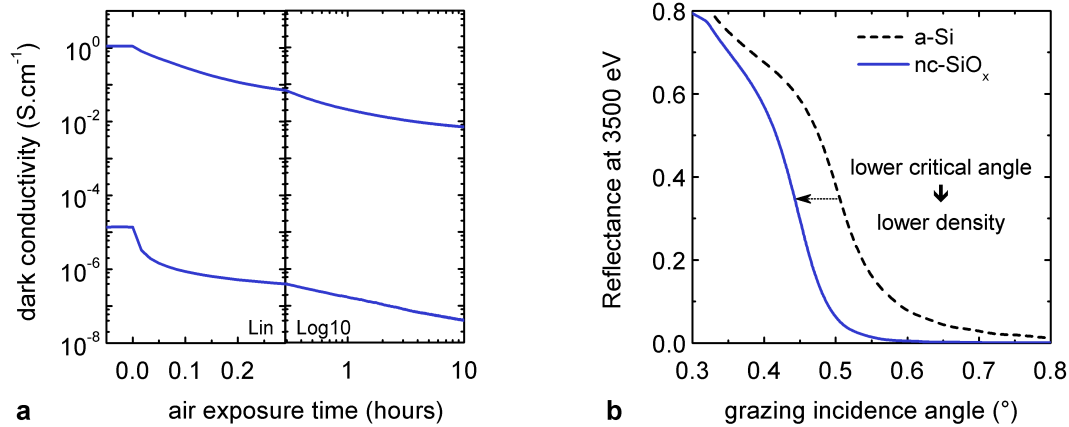 10^0
10^-2
10^-4
10^-6
10^-8
dark conductivity (S.cm^-1)
Lin
Log10
0.0 0.1 0.2 1 10
air exposure time (hours)
a
0.8
0.6
0.4
0.2
0.0
Reflectance at 3500 eV
a-Si
nc-SiO_x
lower critical angle
lower density
0.3 0.4 0.5 0.6 0.7 0.8
grazing incidence angle (°)
b